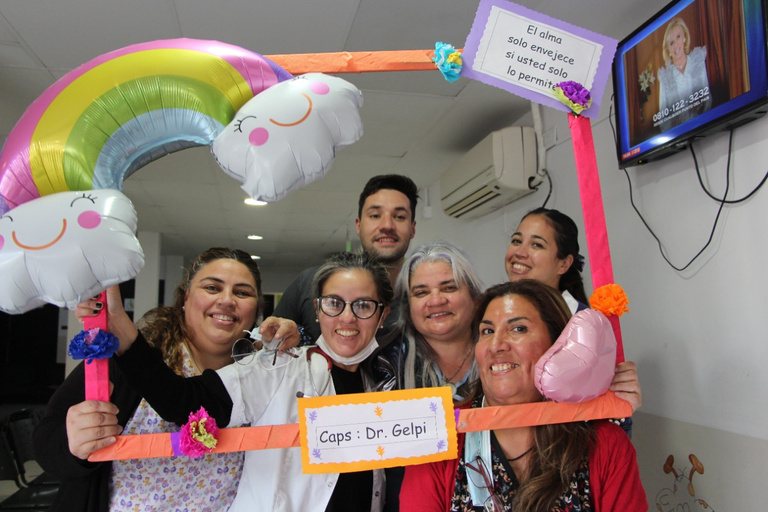 El alma
solo envejece
si usted solo
lo permite
0810-122-3232
Caps : Dr. Gelpi